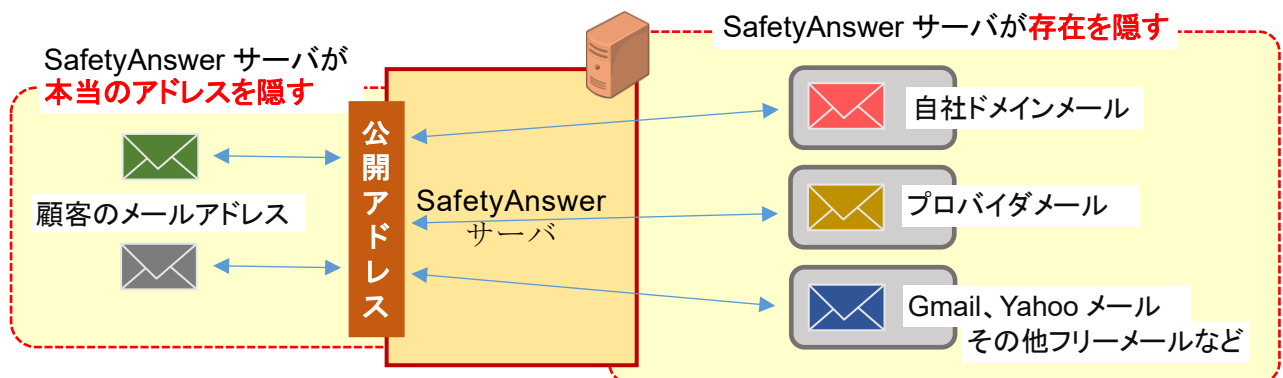 SafetyAnswer サーバが
本当のアドレスを隠す
顧客のメールアドレス
公開アドレス
SafetyAnswer
サーバ
SafetyAnswer サーバが存在を隠す
自社ドメインメール
プロバイダメール
Gmail、Yahoo メール
その他フリーメールなど